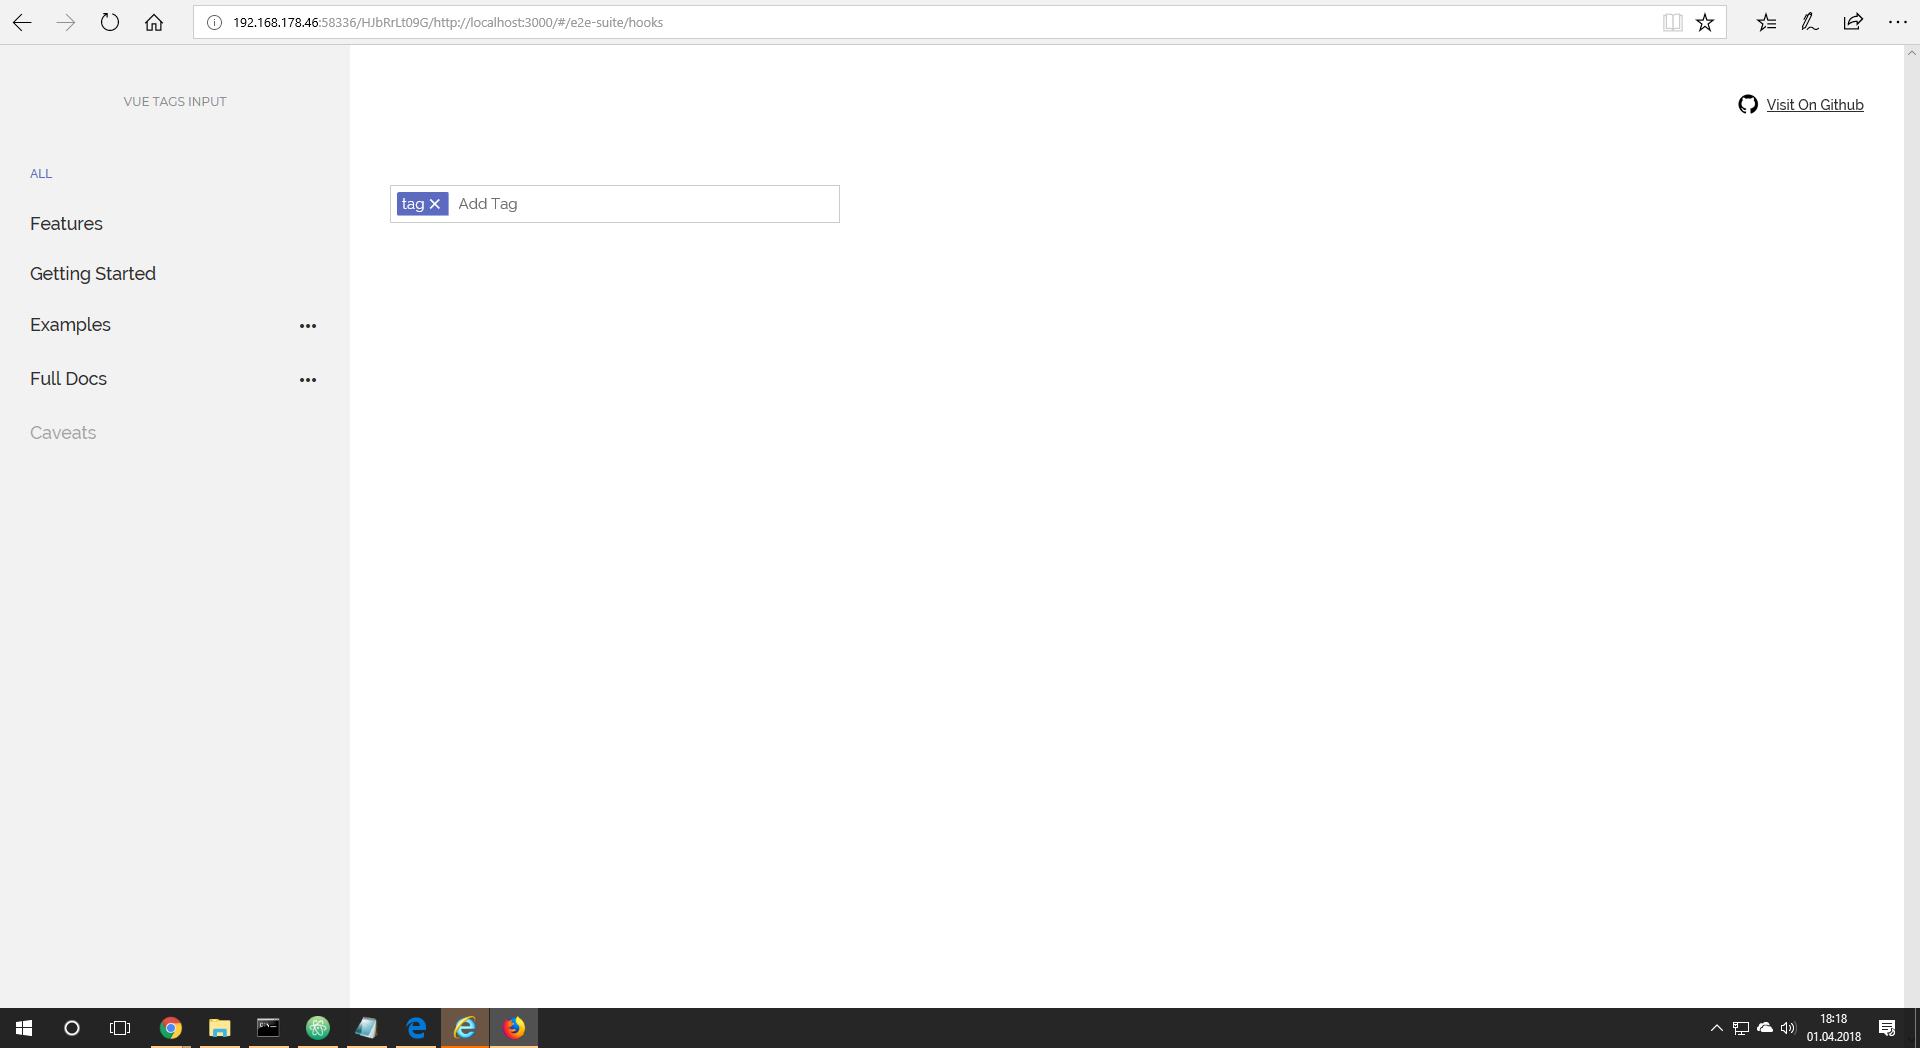 192.168.178.46:58336/HJbRrLt09G/http://localhost:3000/#/e2e-suite/hooks
VUE TAGS INPUT
Visit On Github
ALL
tag
Add Tag
Features
Getting Started
Examples
Full Docs
Caveats
18:18
01.04.2018